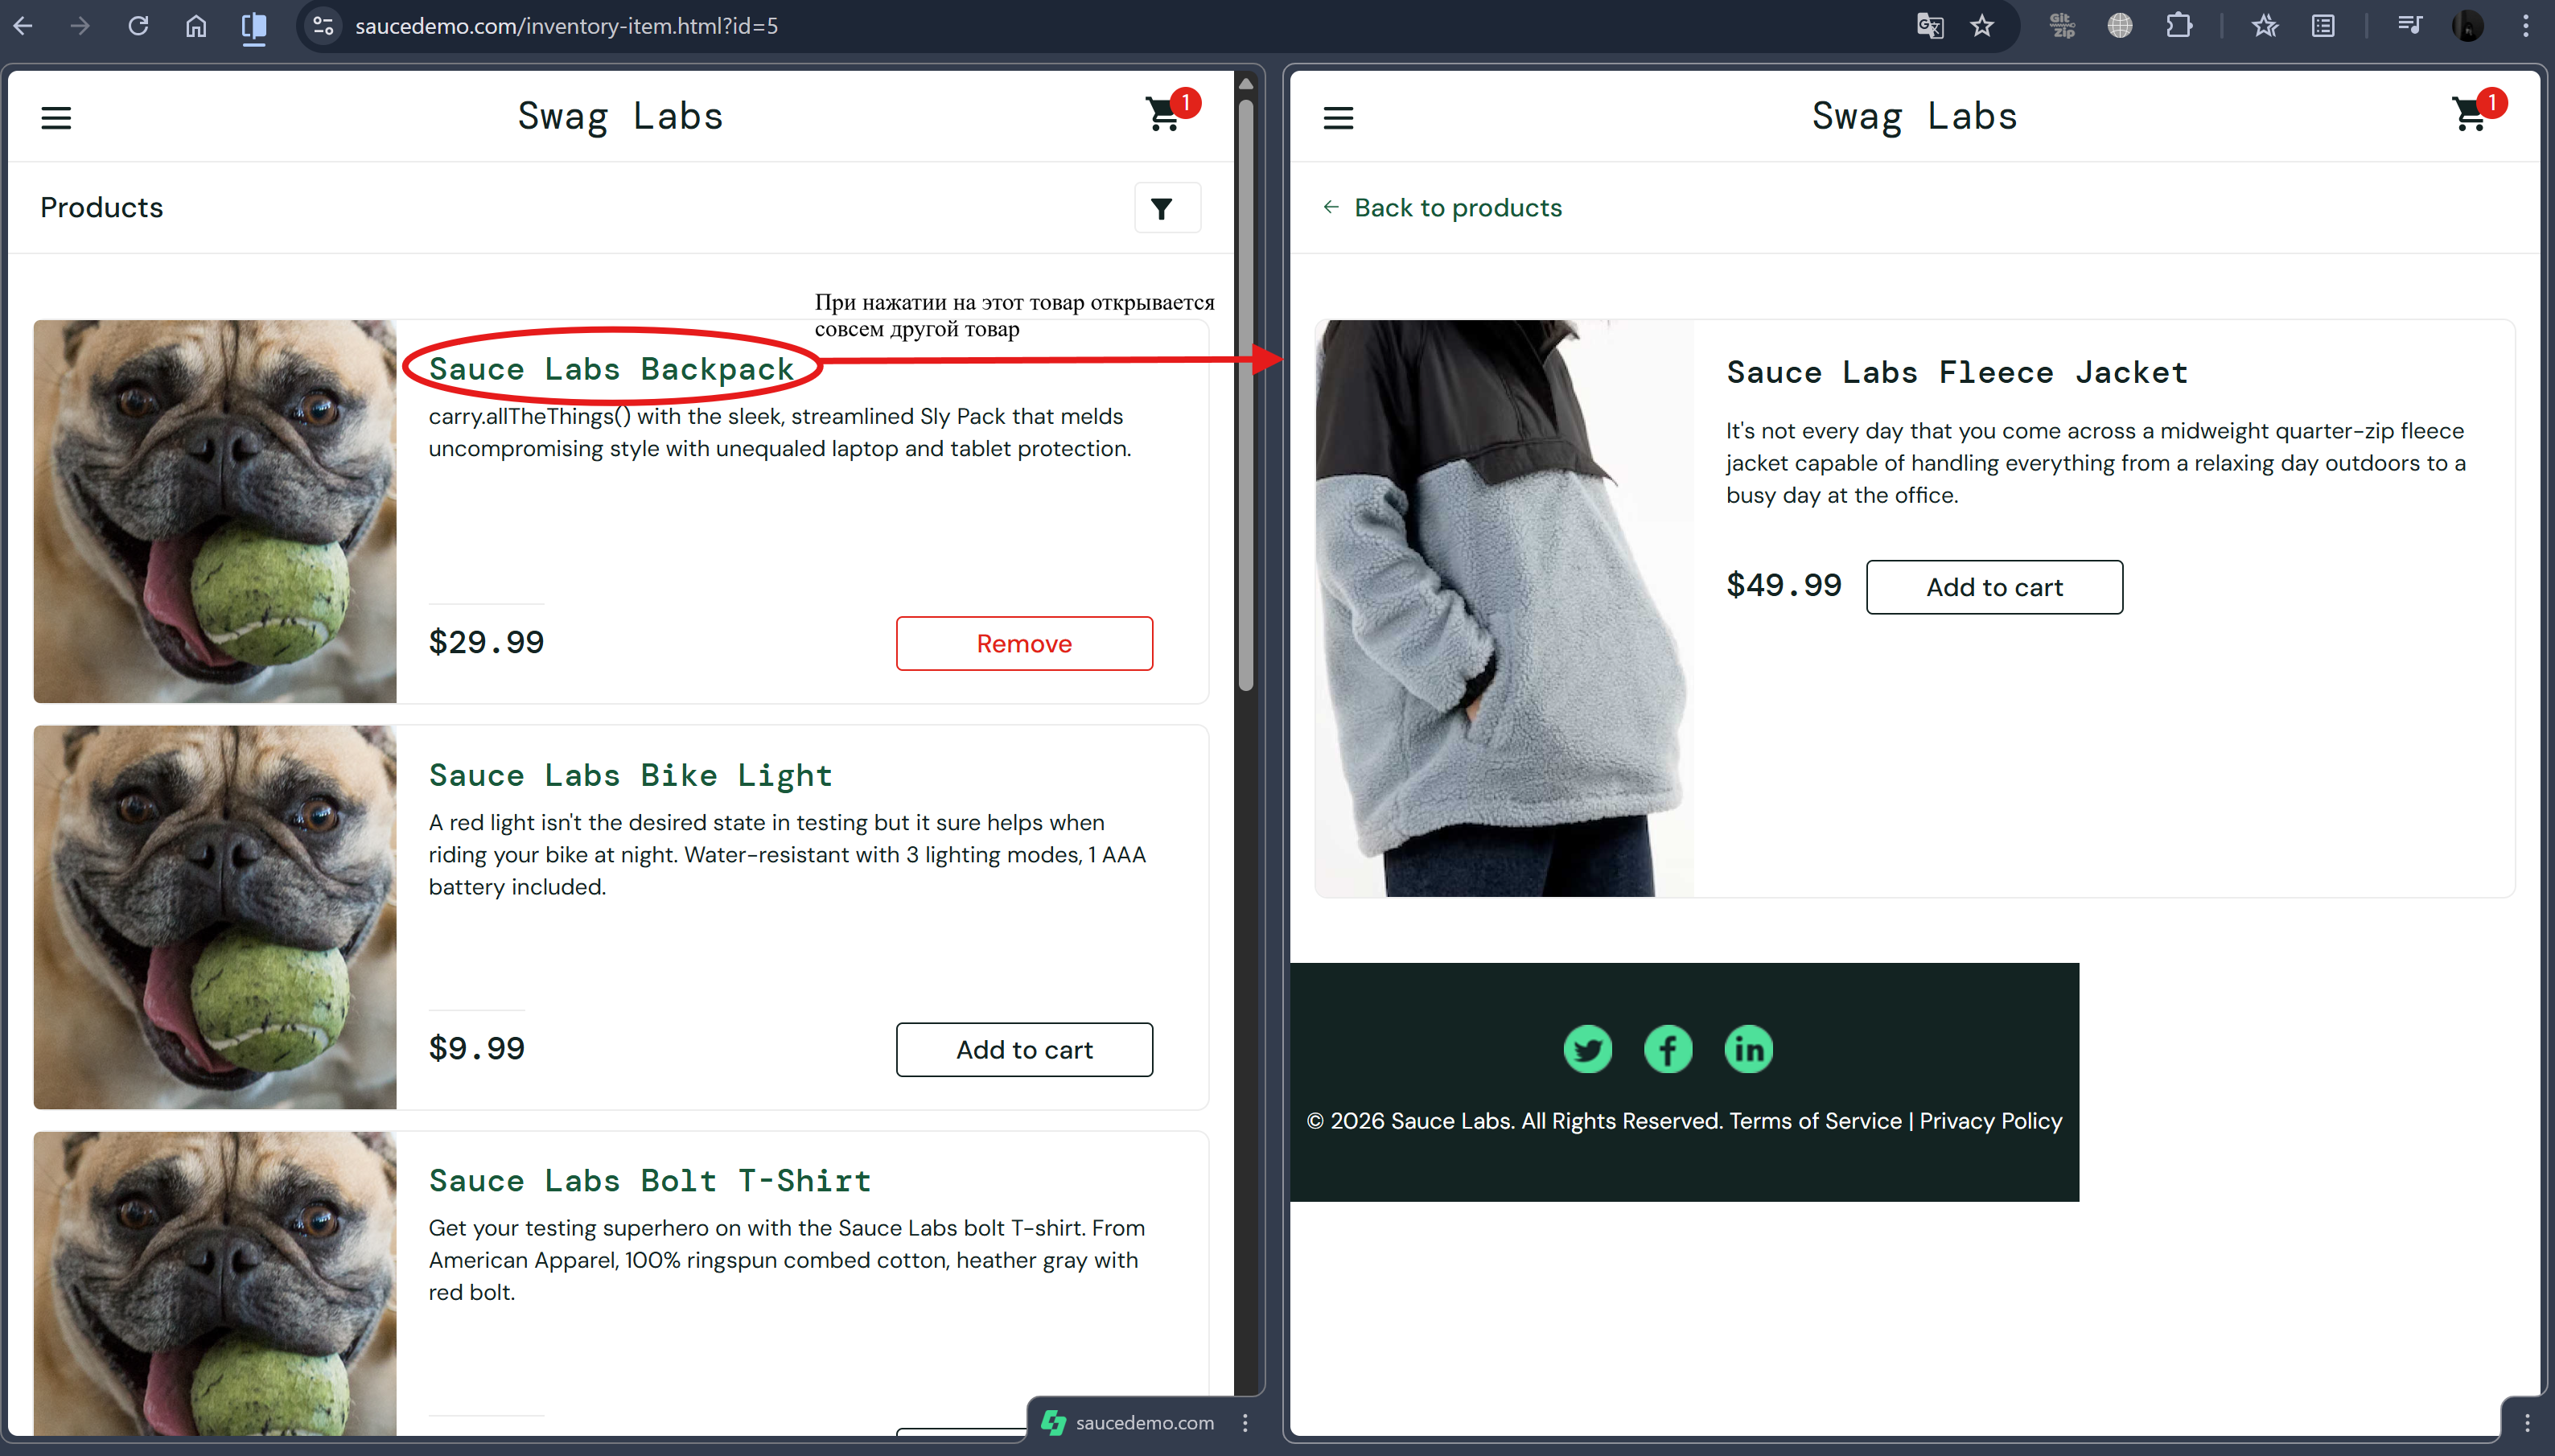 saucedemo.com/inventory-item.html?id=5
Git
Zip
Swag Labs
1
Products
При нажатии на этот товар открывается
совсем другой товар
Sauce Labs Backpack
carry.allTheThings() with the sleek, streamlined Sly Pack that melds
uncompromising style with unequaled laptop and tablet protection.
$29.99
Remove
Sauce Labs Bike Light
A red light isn't the desired state in testing but it sure helps when
riding your bike at night. Water-resistant with 3 lighting modes, 1 AAA
battery included.
$9.99
Add to cart
Sauce Labs Bolt T-Shirt
Get your testing superhero on with the Sauce Labs bolt T-shirt. From
American Apparel, 100% ringspun combed cotton, heather gray with
red bolt.
saucedemo.com
Swag Labs
1
Back to products
Sauce Labs Fleece Jacket
It's not every day that you come across a midweight quarter-zip fleece
jacket capable of handling everything from a relaxing day outdoors to a
busy day at the office.
$49.99
Add to cart
© 2026 Sauce Labs. All Rights Reserved. Terms of Service | Privacy Policy